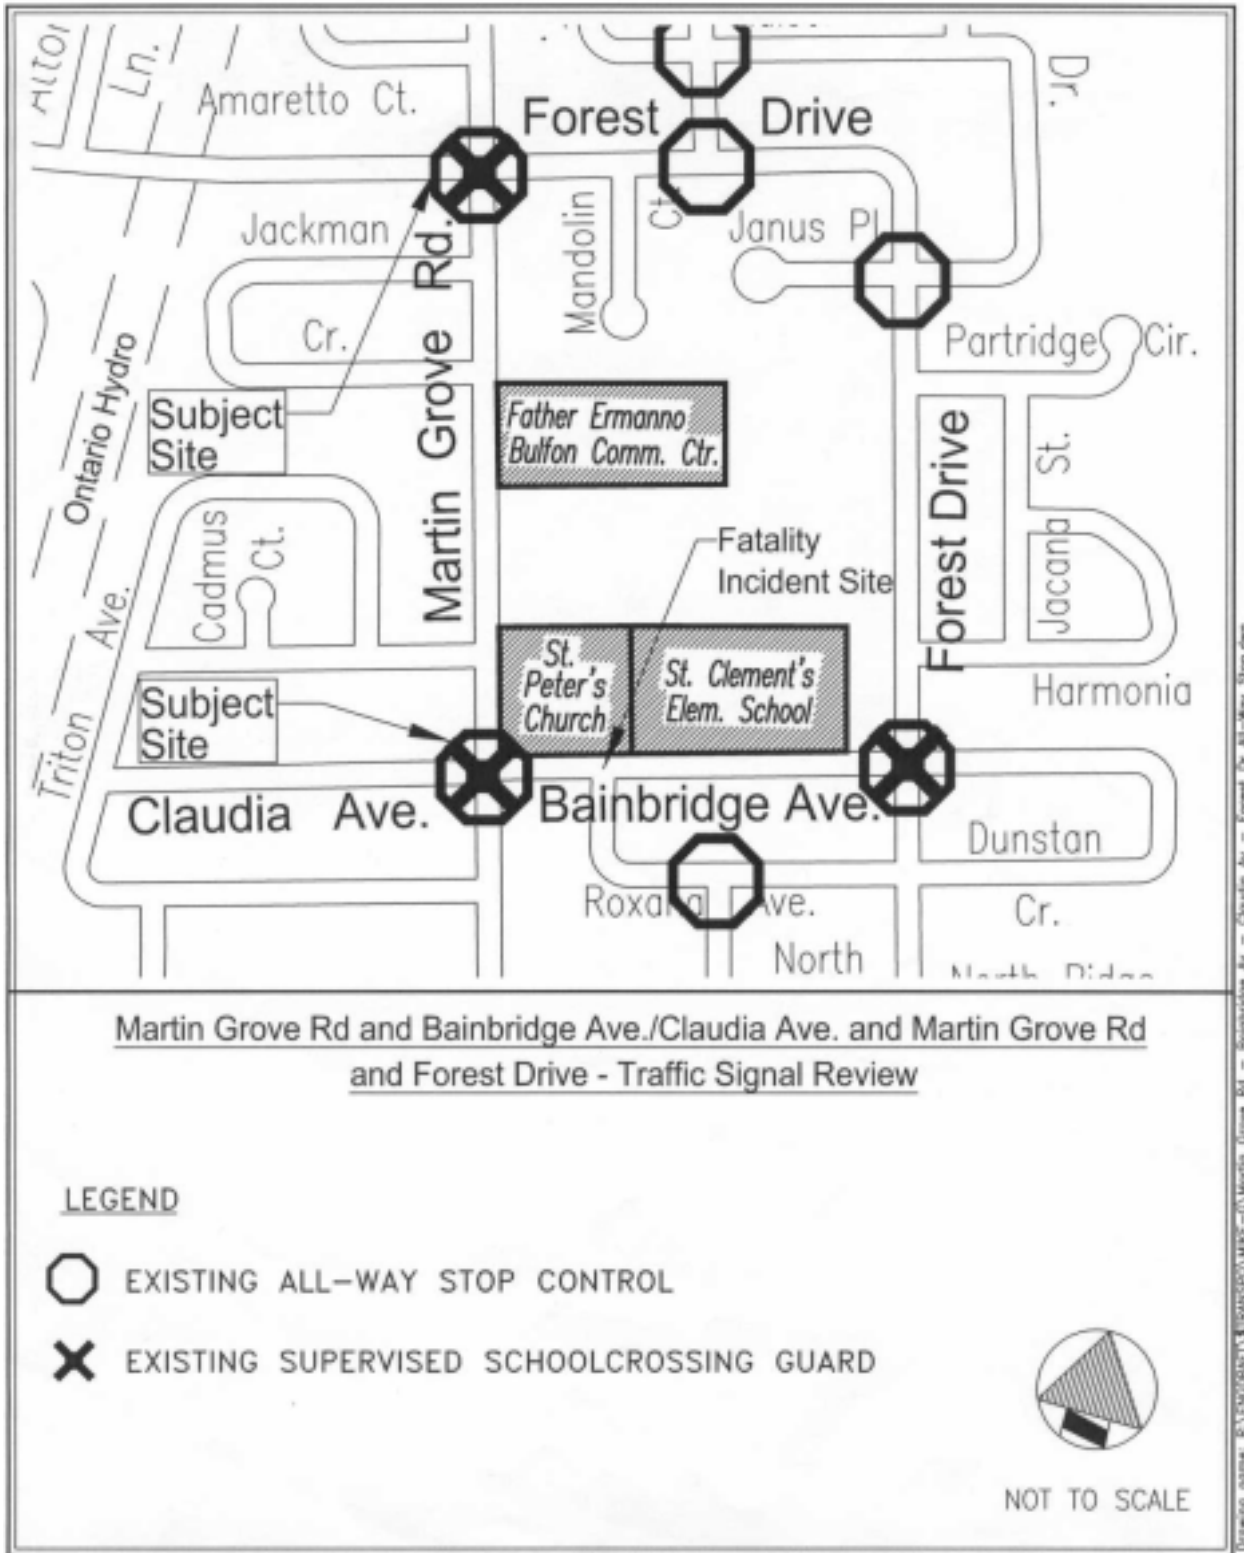 Ln.
Amaretto Ct.
Dr.
Forest Drive
Jackman
Cr.
Mandolin
Ct.
Janus Pl
Martin Grove Rd.
Partridge Cir.
Ontario Hydro
Subject
Site
Father Ermanno
Bulfon Comm. Ctr.
Forest Drive
Jacana St.
Cadmus
Ct.
Fatality
Incident Site
St.
Peter's
Church
St. Clement's
Elem. School
Harmonia
Triton Ave.
Subject
Site
Claudia Ave.
Bainbridge Ave.
Dunstan
Cr.
Ave.
North
North Ridge
Martin Grove Rd and Bainbridge Ave./Claudia Ave. and Martin Grove Rd
and Forest Drive - Traffic Signal Review
LEGEND
EXISTING ALL-WAY STOP CONTROL
EXISTING SUPERVISED SCHOOLCROSSING GUARD
NOT TO SCALE